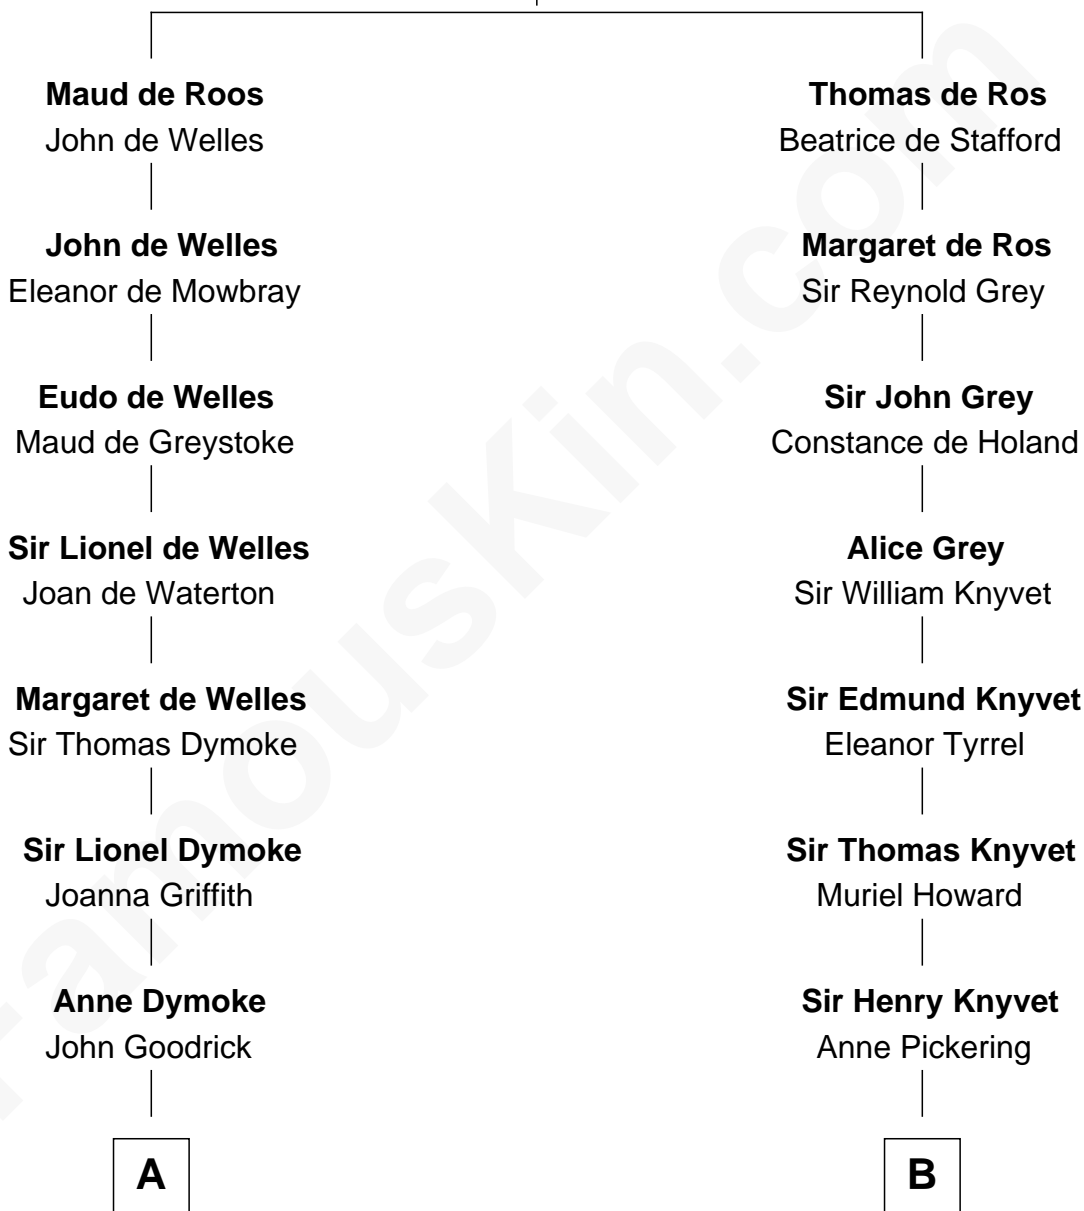 Maud de Roos
John de Welles
John de Welles
Eleanor de Mowbray
Eudo de Welles
Maud de Greystoke
Sir Lionel de Welles
Joan de Waterton
Margaret de Welles
Sir Thomas Dymoke
Sir Lionel Dymoke
Joanna Griffith
Anne Dymoke
John Goodrick
A
Thomas de Ros
Beatrice de Stafford
Margaret de Ros
Sir Reynold Grey
Sir John Grey
Constance de Holand
Alice Grey
Sir William Knyvet
Sir Edmund Knyvet
Eleanor Tyrrel
Sir Thomas Knyvet
Muriel Howard
Sir Henry Knyvet
Anne Pickering
B
FamousKin.com